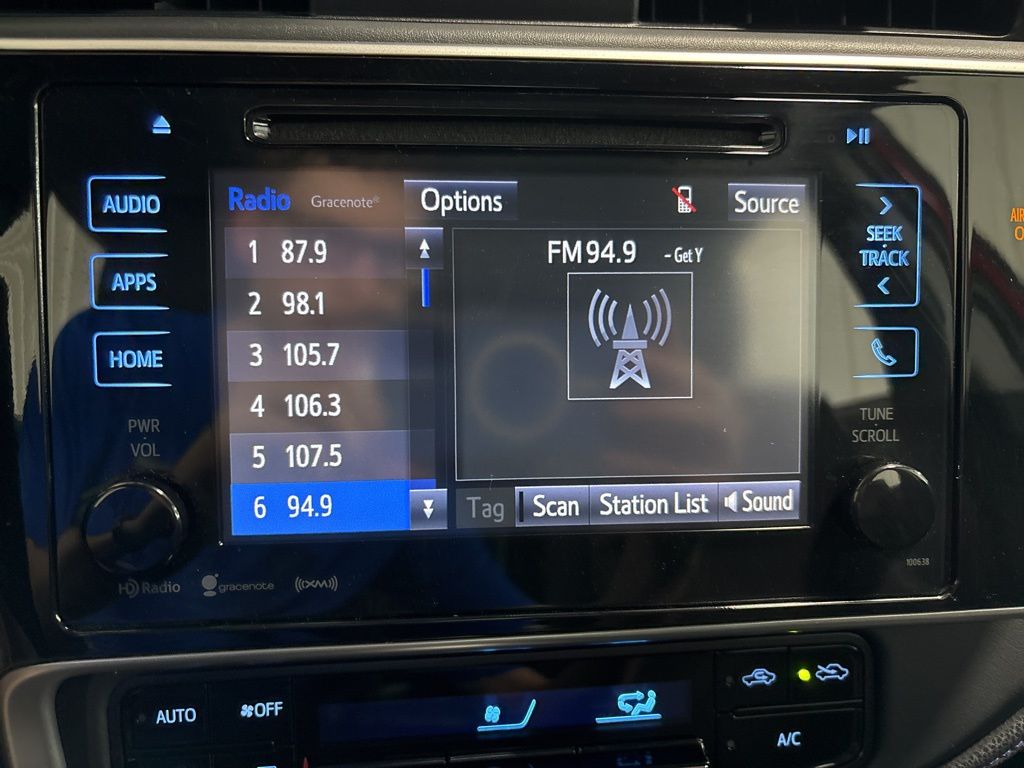 AUDIO
APPS
HOME
PWR
VOL
Radio Gracenote® Options Source
1 87.9
2 98.1
3 105.7
4 106.3
5 107.5
6 94.9
FM 94.9 - Get Y
Tag Scan Station List Sound
SEEK
TRACK
TUNE
SCROLL
100638
HD Radio gracenote ((XM))
AUTO OFF
A/C
AIR